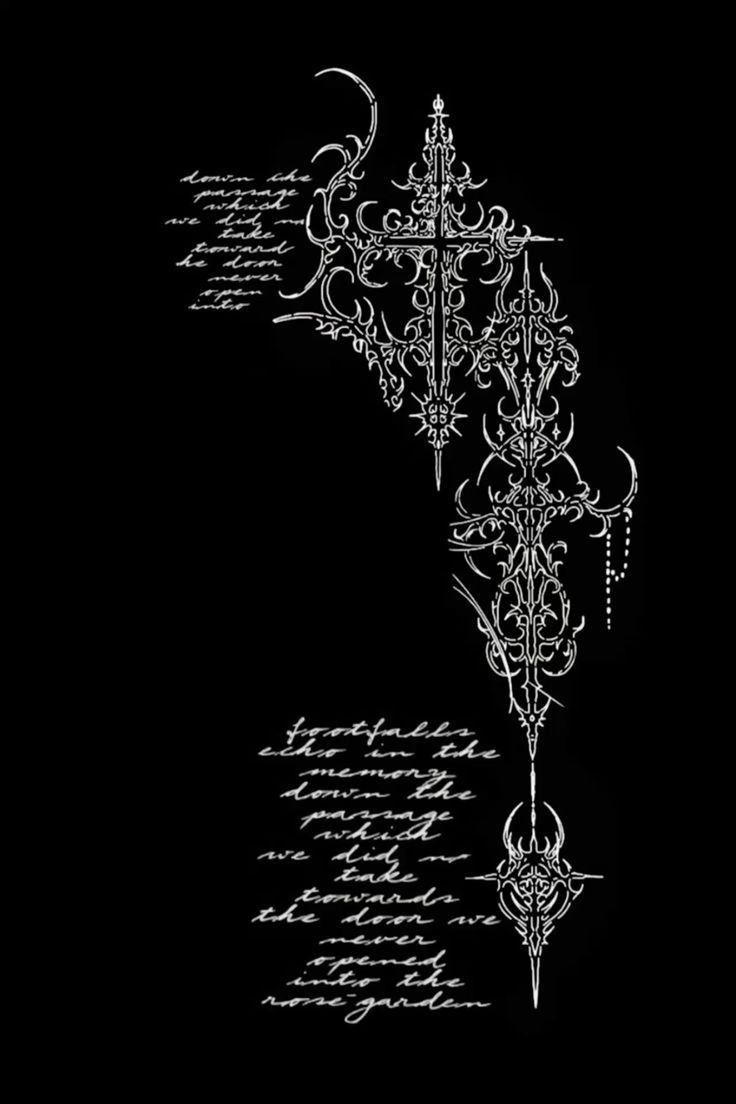 down the
passage
which
we did no
take
toward
he door
never
open
into
footfalls
echo in the
memory
down the
passage
which
we did no
take
towards
the door we
never
opened
into the
rose-garden